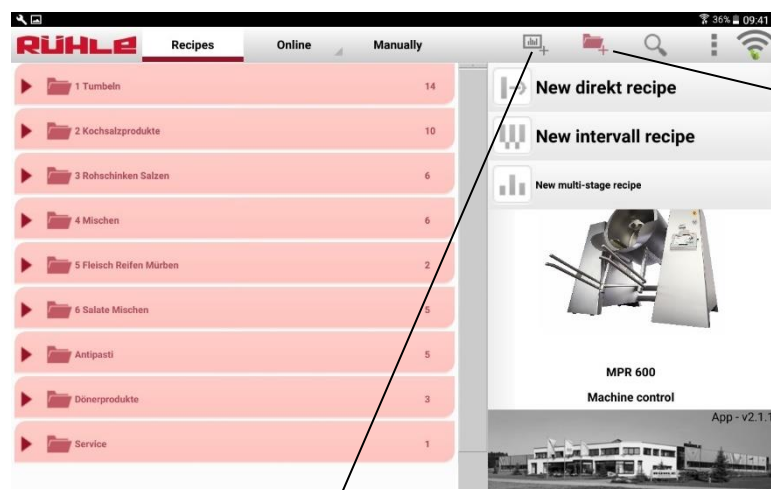 36% 09:41
RÜHLE Recipes Online Manually
1 Tumbeln 14
2 Kochsalzprodukte 10
3 Rohschinken Salzen 6
4 Mischen 6
5 Fleisch Reifen Mürben 2
6 Salate Mischen 5
Antipasti 5
Dönerprodukte 3
Service 1
New direkt recipe
New intervall recipe
New multi-stage recipe
MPR 600
Machine control
App - v2.1.1